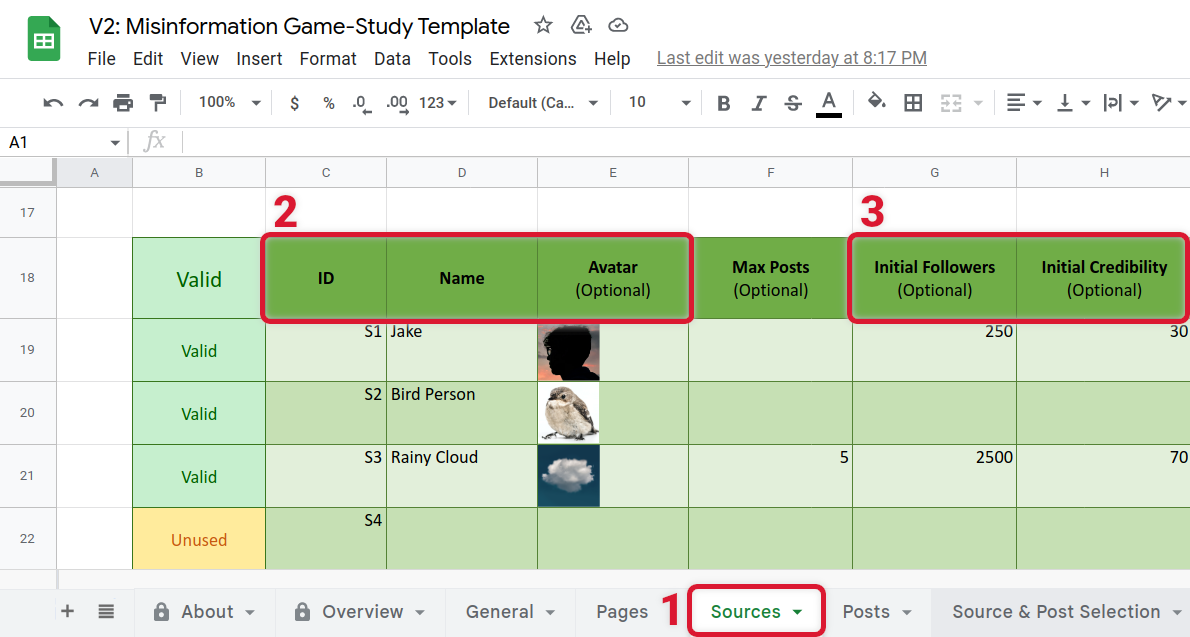 V2: Misinformation Game-Study Template
File Edit View Insert Format Data Tools Extensions Help Last edit was yesterday at 8:17 PM
100% $ % .0 .00 123 Default (Ca... 10 B I S A
A1 fx
A B C D E F G H
2 3
17
18 Valid ID Name Avatar (Optional) Max Posts (Optional) Initial Followers (Optional) Initial Credibility (Optional)
19 Valid S1 Jake 250 30
20 Valid S2 Bird Person
21 Valid S3 Rainy Cloud 5 2500 70
22 Unused S4
+ About Overview General Pages 1 Sources Posts Source & Post Selection